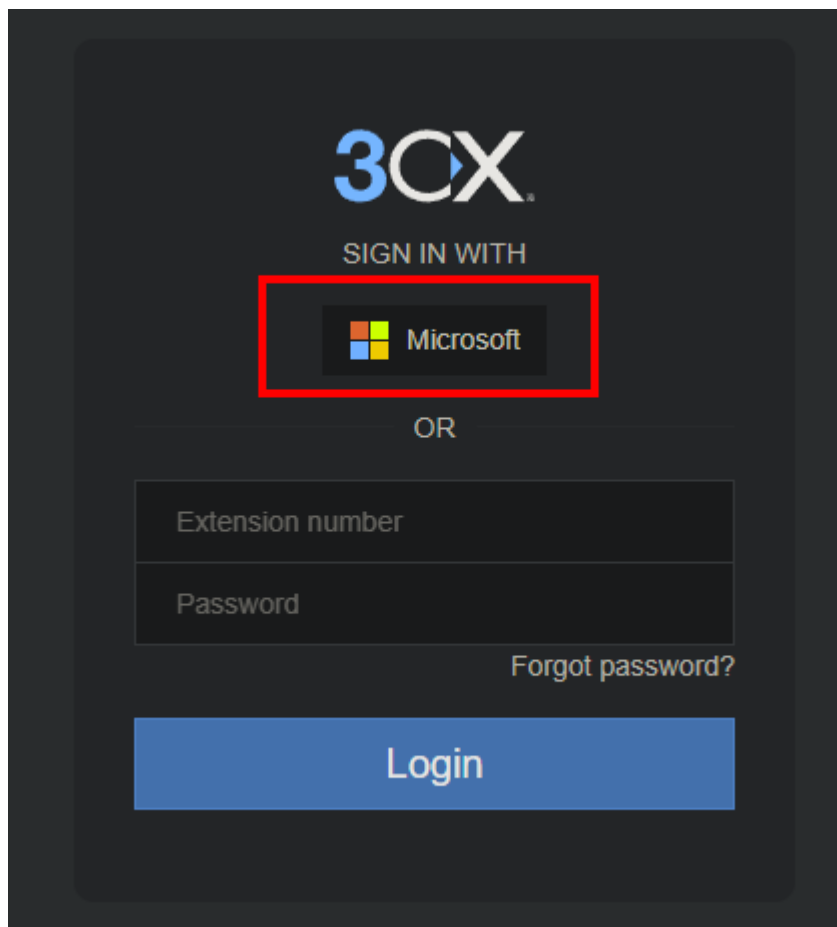 3CX
SIGN IN WITH
Microsoft
OR
Extension number
Password
Forgot password?
Login